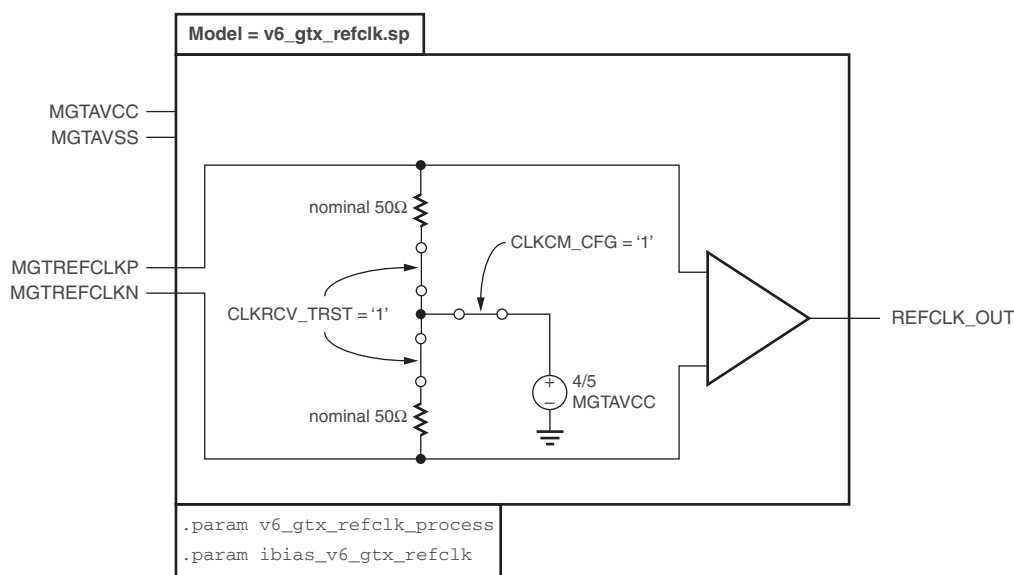 Model = v6_gtx_refclk.sp
MGTAVCC
MGTAVSS
nominal 50Ω
CLKCM_CFG = ‘1’
MGTREFCLKP
MGTREFCLKN
CLKRCV_TRST = ‘1’
REFCLK_OUT
+
–
4/5
MGTAVCC
nominal 50Ω
.param v6_gtx_refclk_process
.param ibias_v6_gtx_refclk